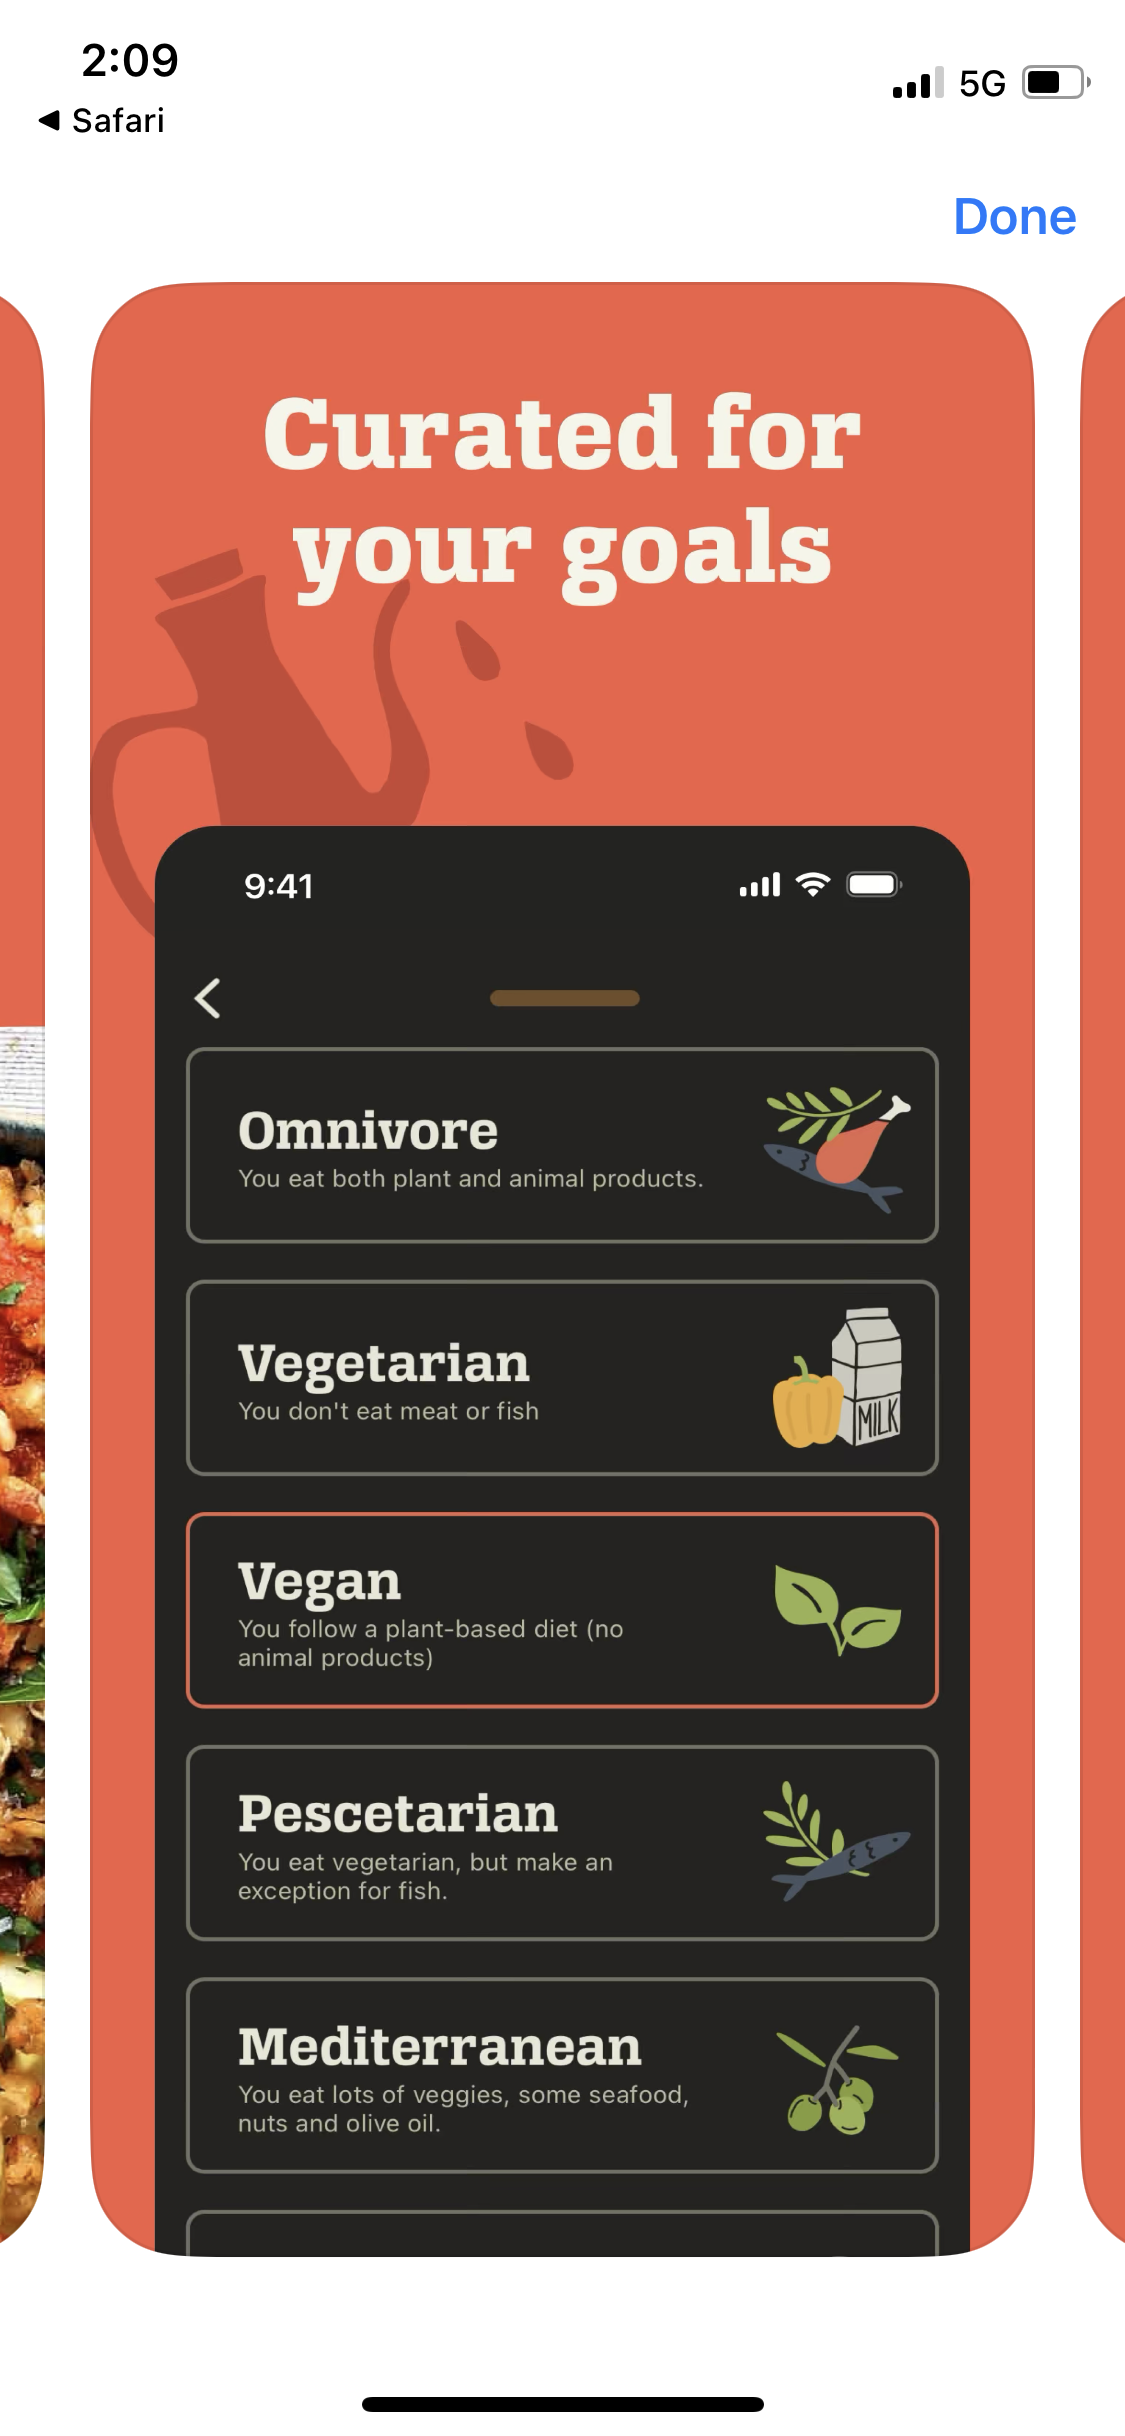 2:09
Safari
5G
Done
Curated for
your goals
9:41
Omnivore
You eat both plant and animal products.
Vegetarian
You don't eat meat or fish
MILK
Vegan
You follow a plant-based diet (no
animal products)
Pescetarian
You eat vegetarian, but make an
exception for fish.
Mediterranean
You eat lots of veggies, some seafood,
nuts and olive oil.